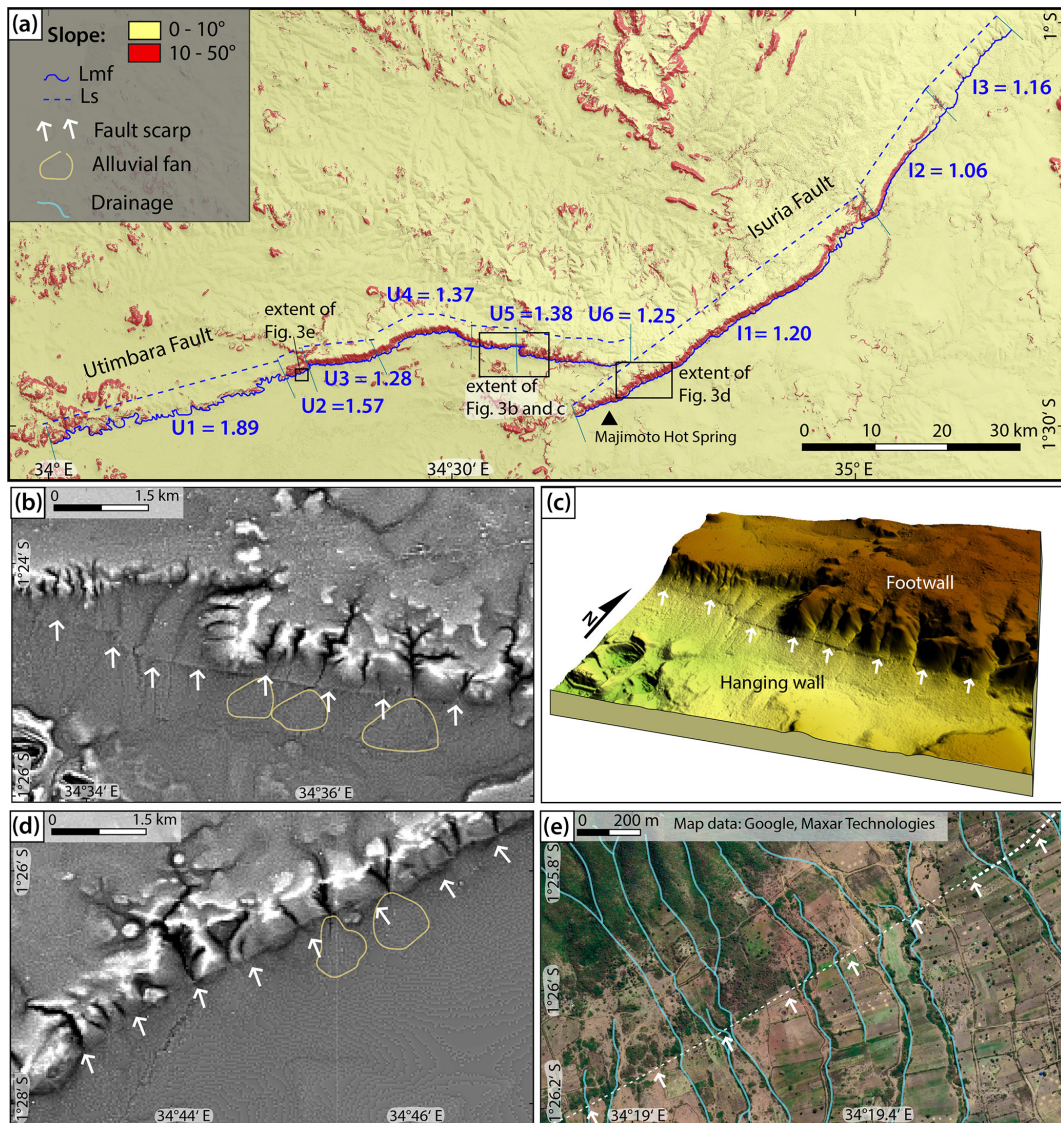 (a)
Slope:
0 - 10°
10 - 50°
Lmf
Ls
Fault scarp
Alluvial fan
Drainage
1° S
I3 = 1.16
I2 = 1.06
Isuria Fault
U4 = 1.37
U5 = 1.38
U6 = 1.25
I1= 1.20
extent of
Fig. 3e
Utimbara Fault
U3 = 1.28
U2 =1.57
U1 = 1.89
extent of
Fig. 3b and c
extent of
Fig. 3d
Majimoto Hot Spring
1°30′ S
0 10 20 30 km
34° E
34°30′ E
35° E
(b)
0 1.5 km
1°24′ S
1°26′ S
34°34′ E
34°36′ E
(c)
Footwall
N
Hanging wall
(d)
0 1.5 km
1°26′ S
1°28′ S
34°44′ E
34°46′ E
(e)
0 200 m
Map data: Google, Maxar Technologies
1°25.8′ S
1°26′ S
1°26.2′ S
34°19′ E
34°19.4′ E